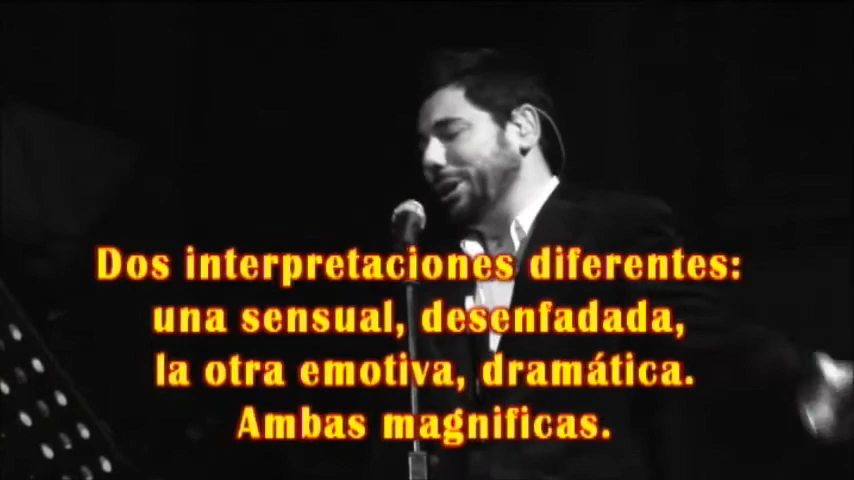 Dos interpretaciones diferentes:
una sensual, desenfadada,
la otra emotiva, dramática.
Ambas magnificas.